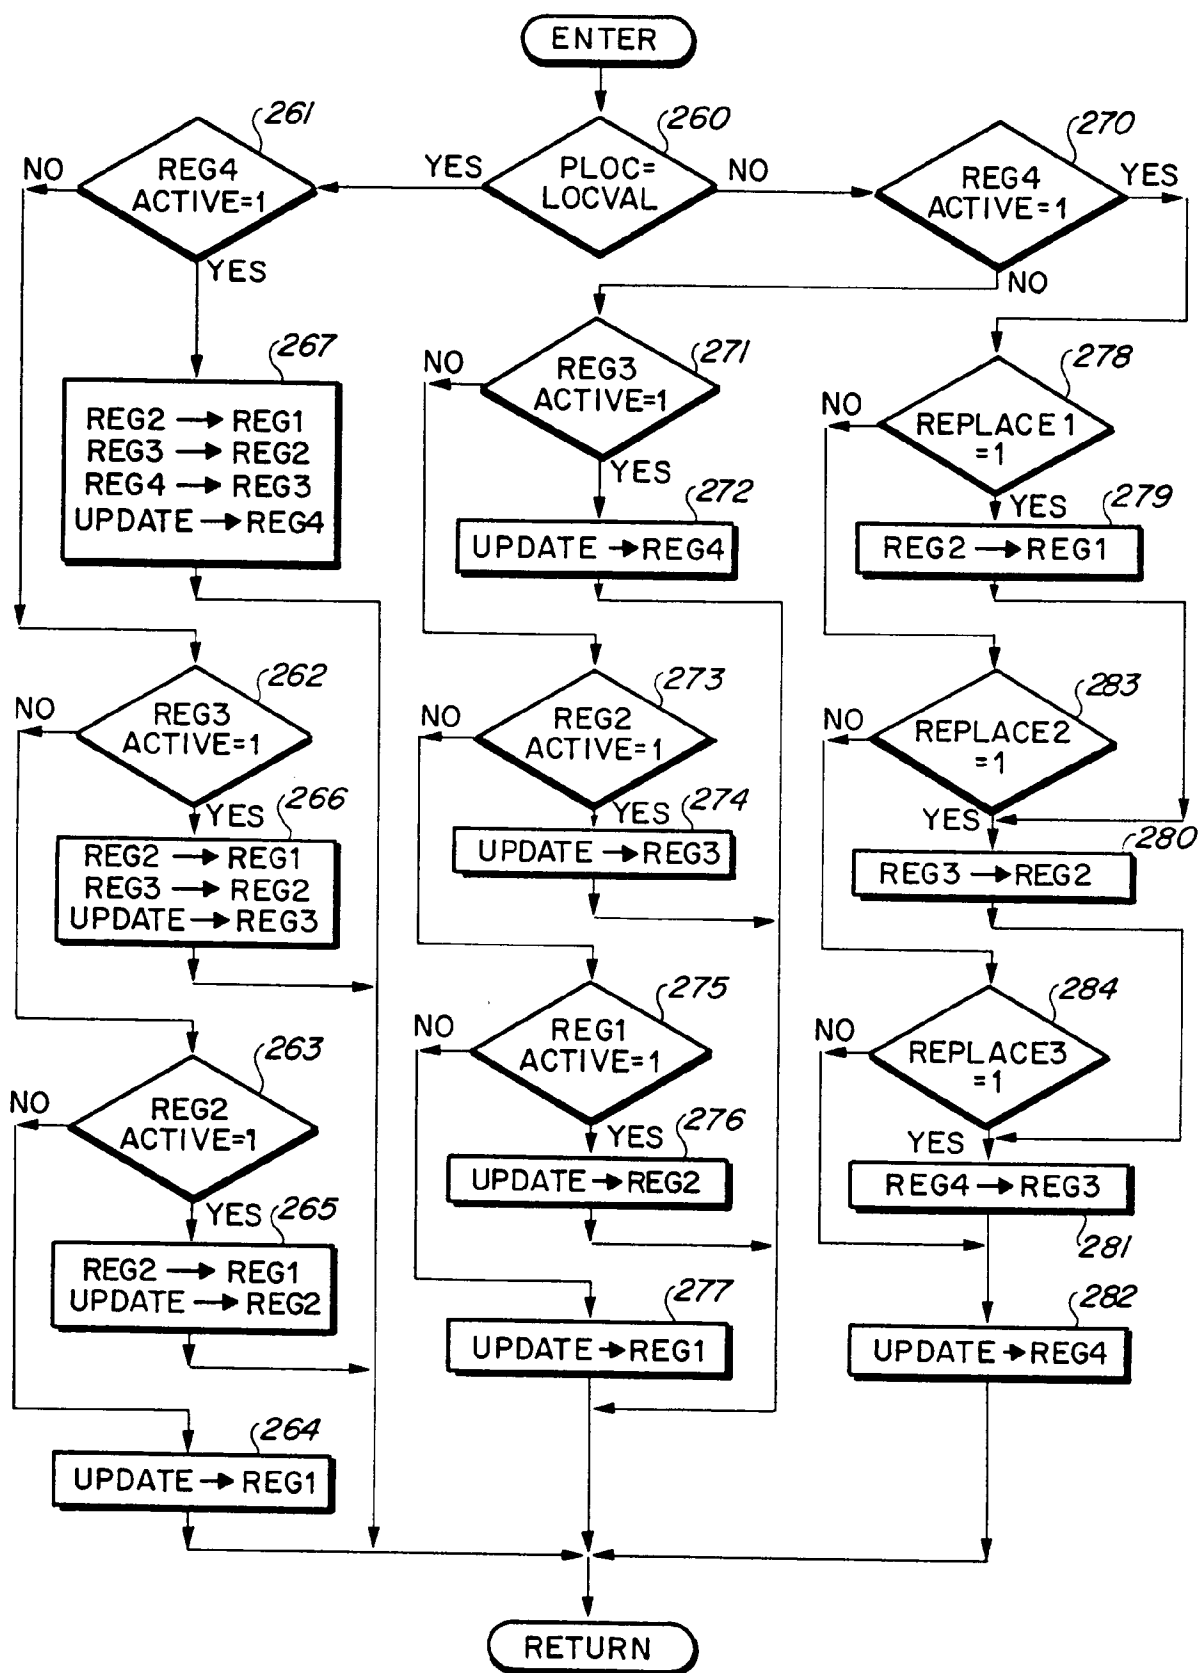 ENTER
261
260
270
NO
REG4
ACTIVE=1
YES
PLOC=
LOCVAL
NO
REG4
ACTIVE=1
YES
YES
NO
267
REG2 → REG1
REG3 → REG2
REG4 → REG3
UPDATE → REG4
271
NO
REG3
ACTIVE=1
YES
272
UPDATE → REG4
278
NO
REPLACE 1
=1
YES
279
REG2 → REG1
262
NO
REG3
ACTIVE=1
YES
266
REG2 → REG1
REG3 → REG2
UPDATE → REG3
273
NO
REG2
ACTIVE=1
YES
274
UPDATE → REG3
283
NO
REPLACE2
=1
YES
280
REG3 → REG2
263
NO
REG2
ACTIVE=1
YES
265
REG2 → REG1
UPDATE → REG2
275
NO
REG1
ACTIVE=1
YES
276
UPDATE → REG2
284
NO
REPLACE3
=1
YES
REG4 → REG3
281
264
UPDATE → REG1
277
UPDATE → REG1
282
UPDATE → REG4
RETURN